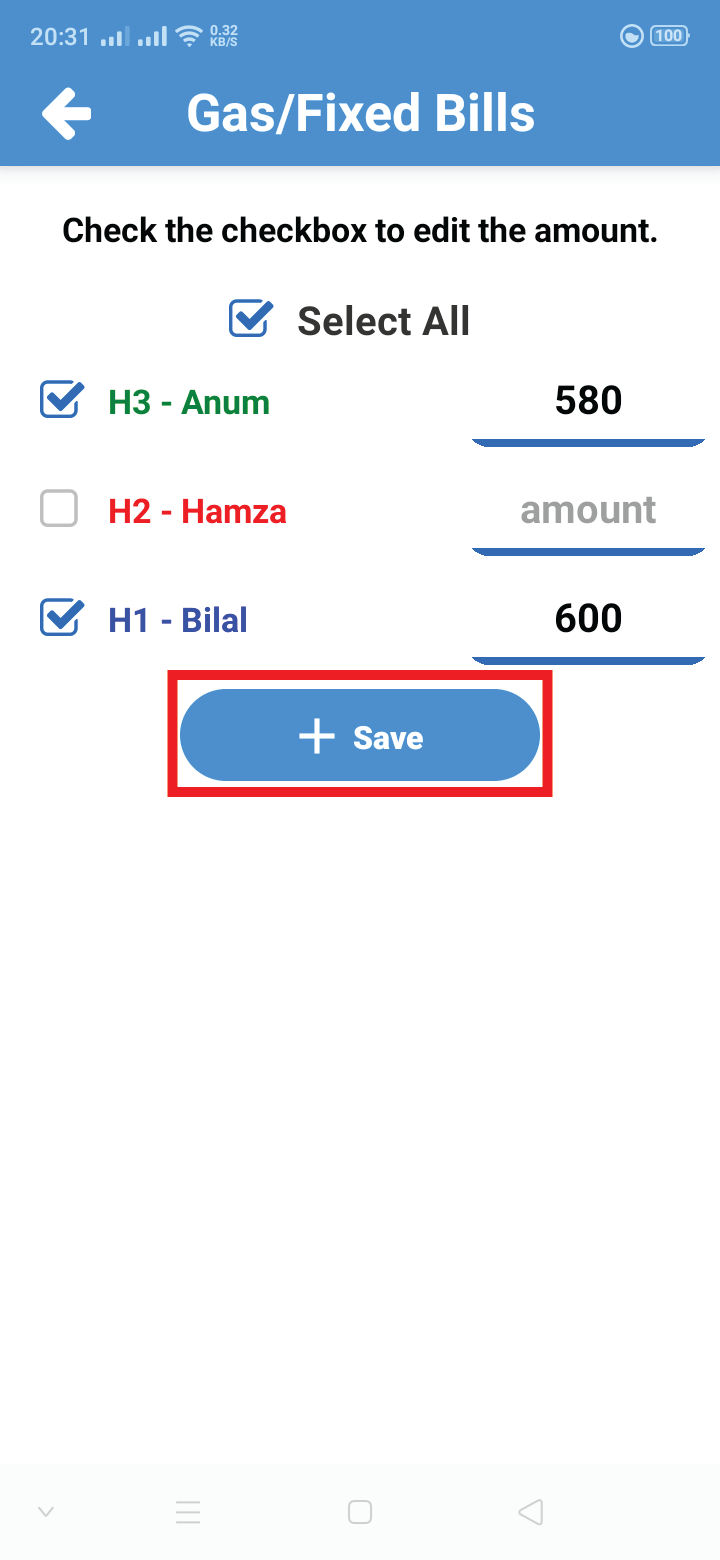 20:31 0.32 KB/S 100
Gas/Fixed Bills
Check the checkbox to edit the amount.
Select All
H3 - Anum 580
H2 - Hamza amount
H1 - Bilal 600
+ Save